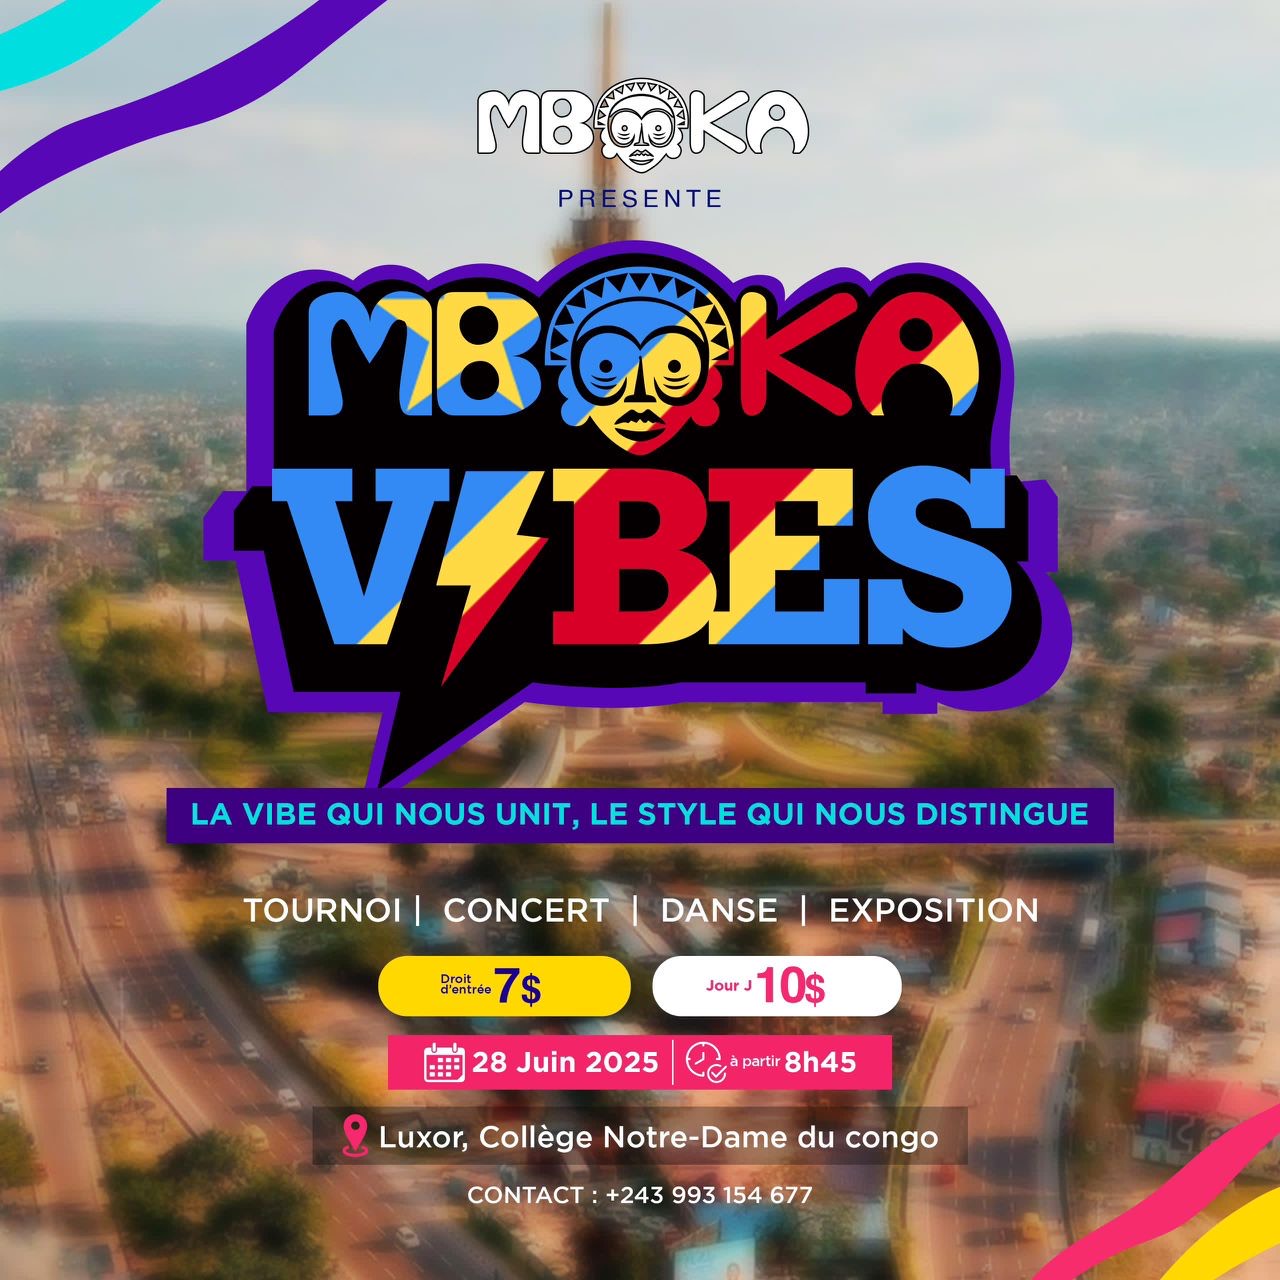 MBOKA
PRESENTE
MBOKA
VIBES
LA VIBE QUI NOUS UNIT, LE STYLE QUI NOUS DISTINGUE
TOURNOI | CONCERT | DANSE | EXPOSITION
Droit d'entrée 7$ Jour J 10$
28 Juin 2025 | à partir 8h45
Luxor, Collège Notre-Dame du congo
CONTACT : +243 993 154 677